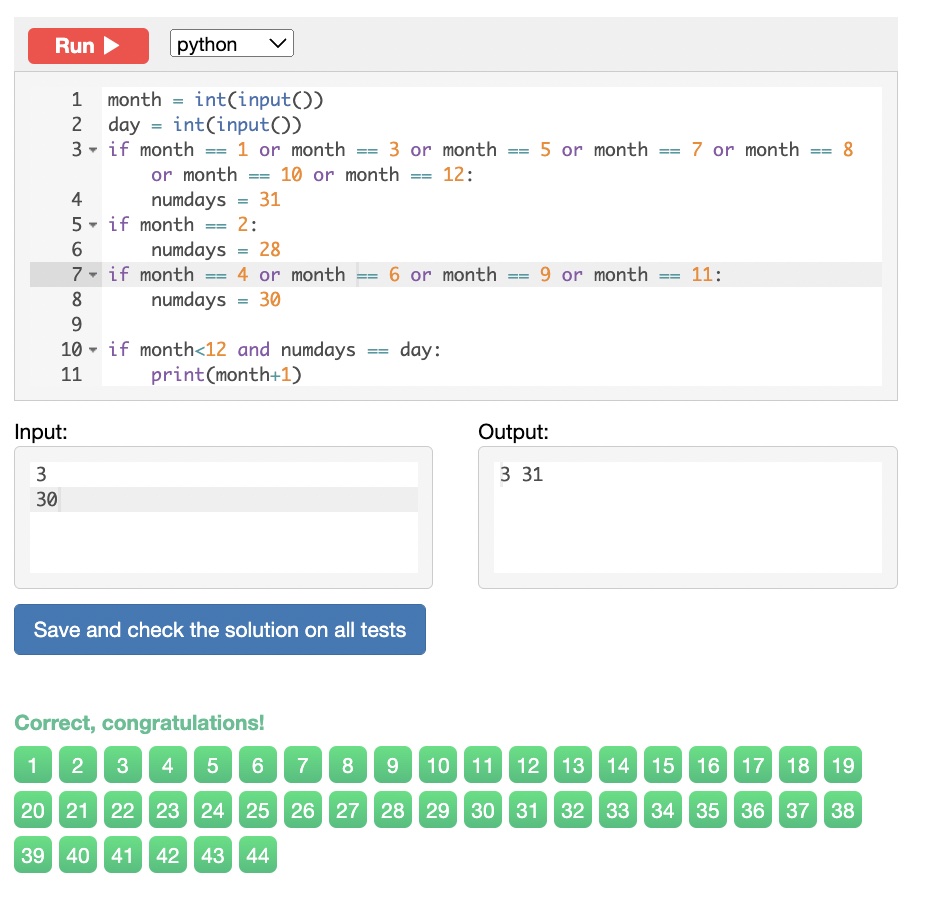 Run
python
1 month = int(input())
2 day = int(input())
3 if month == 1 or month == 3 or month == 5 or month == 7 or month == 8
or month == 10 or month == 12:
4 numdays = 31
5 if month == 2:
6 numdays = 28
7 if month == 4 or month == 6 or month == 9 or month == 11:
8 numdays = 30
9
10 if month<12 and numdays == day:
11 print(month+1)
Input:
3
30
Output:
3 31
Save and check the solution on all tests
Correct, congratulations!
1 2 3 4 5 6 7 8 9 10 11 12 13 14 15 16 17 18 19
20 21 22 23 24 25 26 27 28 29 30 31 32 33 34 35 36 37 38
39 40 41 42 43 44